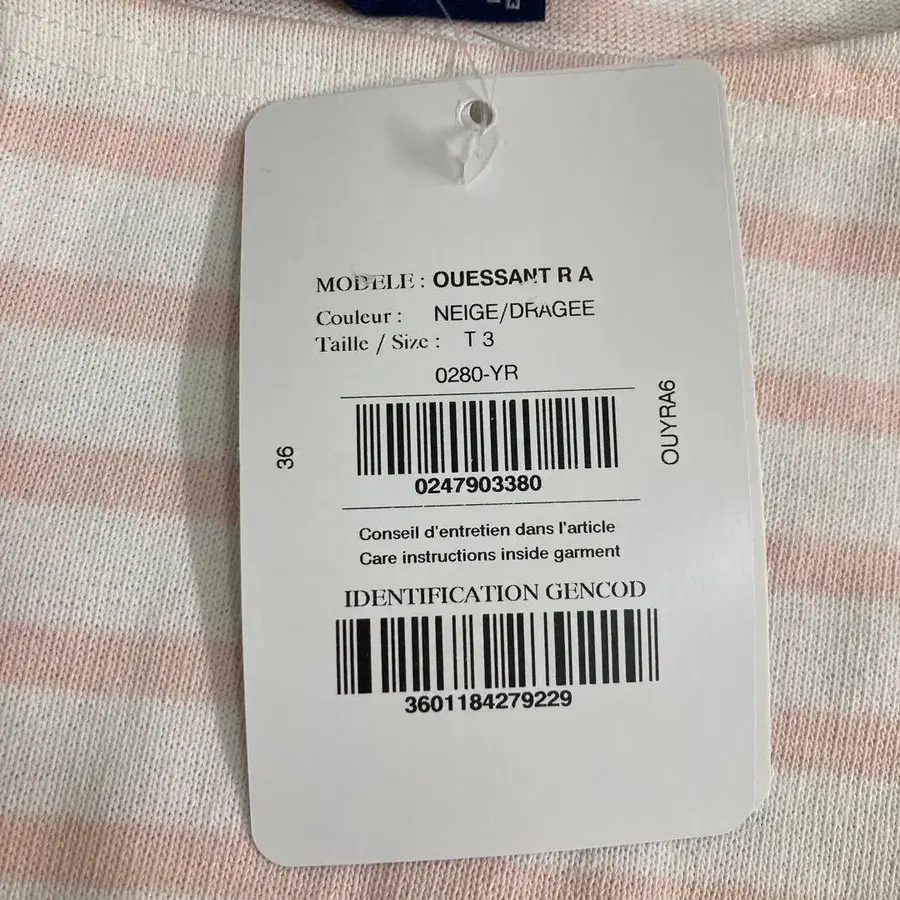 MODELE : OUESSANT R A
Couleur : NEIGE/DRAGEE
Taille / Size : T 3
0280-YR
36
OUYRA6
0247903380
Conseil d'entretien dans l'article
Care instructions inside garment
IDENTIFICATION GENCOD
3601184279229